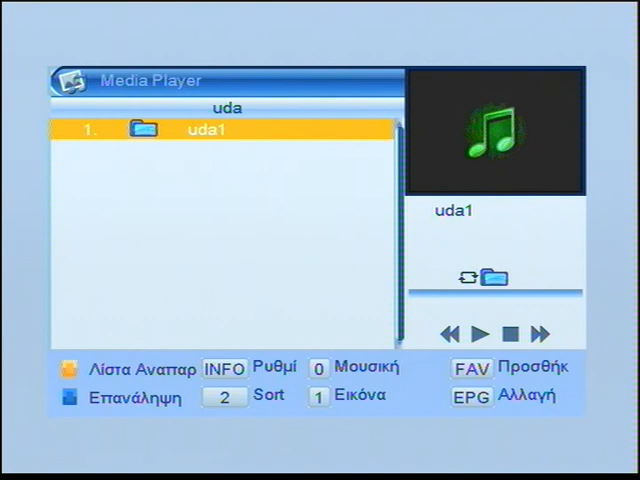 Media Player
uda
1. uda1
uda1
Λίστα Αναπαρ INFO Ρυθμί 0 Μουσική FAV Προσθήκ
Επανάληψη 2 Sort 1 Εικόνα EPG Αλλαγή